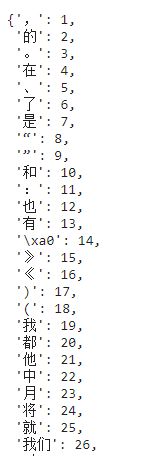 {'，': 1,
'的': 2,
'。': 3,
'在': 4,
'、': 5,
'了': 6,
'是': 7,
'“': 8,
'”': 9,
'和': 10,
'：': 11,
'也': 12,
'有': 13,
'\xa0': 14,
'》': 15,
'《': 16,
')': 17,
'(': 18,
'我': 19,
'都': 20,
'他': 21,
'中': 22,
'月': 23,
'将': 24,
'就': 25,
'我们': 26,